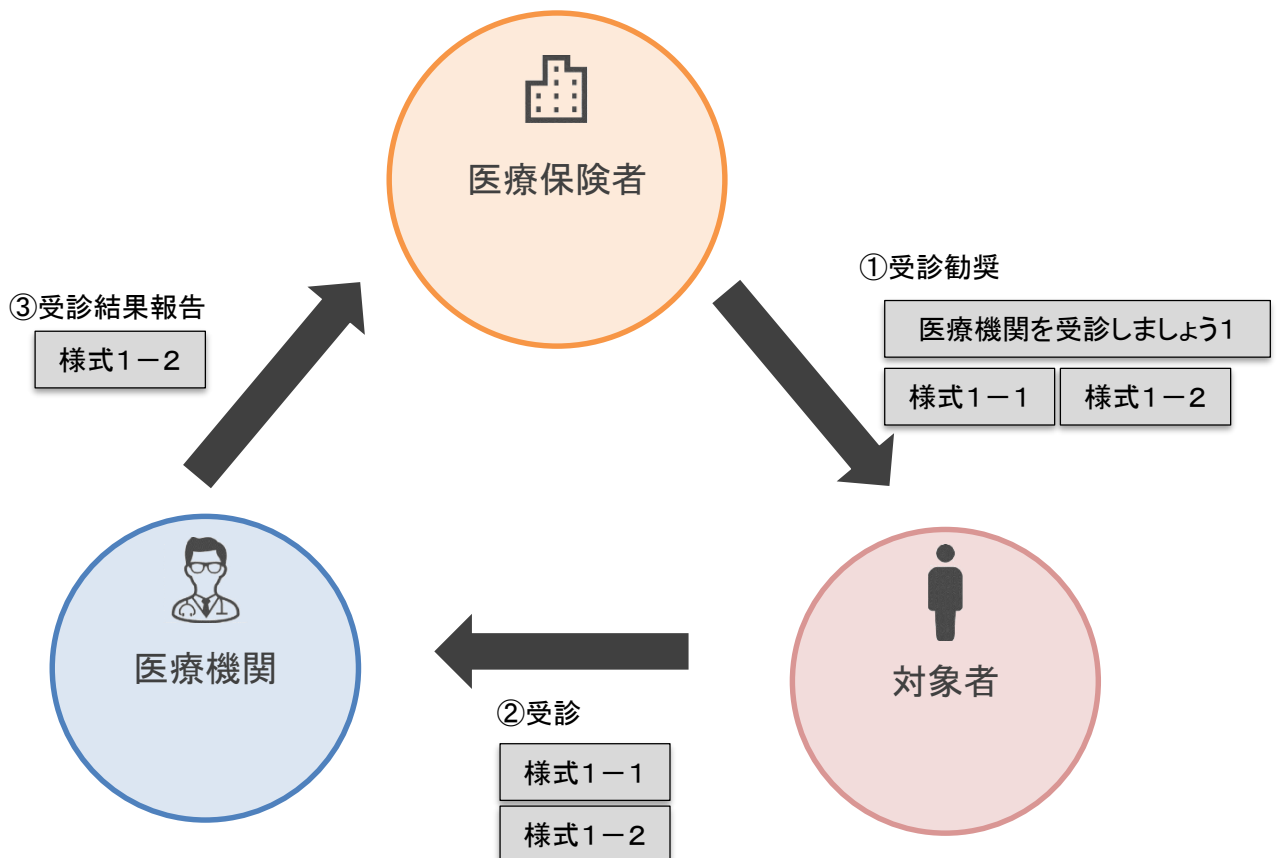 医療保険者
①受診勧奨
医療機関を受診しましょう1
様式1－1
様式1－2
③受診結果報告
様式1－2
医療機関
対象者
②受診
様式1－1
様式1－2